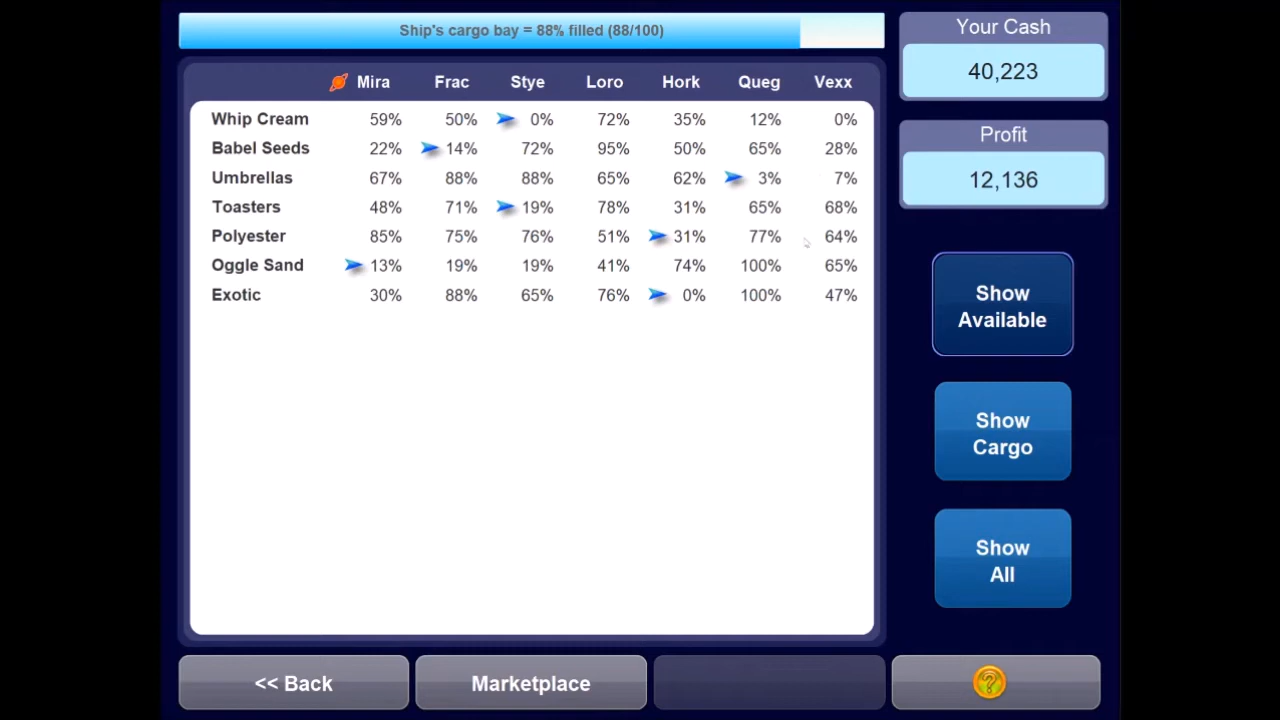 Ship's cargo bay = 88% filled (88/100)
Your Cash
40,223
Profit
12,136
Mira Frac Stye Loro Hork Queg Vexx
Whip Cream 59% 50% 0% 72% 35% 12% 0%
Babel Seeds 22% 14% 72% 95% 50% 65% 28%
Umbrellas 67% 88% 88% 65% 62% 3% 7%
Toasters 48% 71% 19% 78% 31% 65% 68%
Polyester 85% 75% 76% 51% 31% 77% 64%
Oggle Sand 13% 19% 19% 41% 74% 100% 65%
Exotic 30% 88% 65% 76% 0% 100% 47%
Show
Available
Show
Cargo
Show
All
<< Back
Marketplace
?